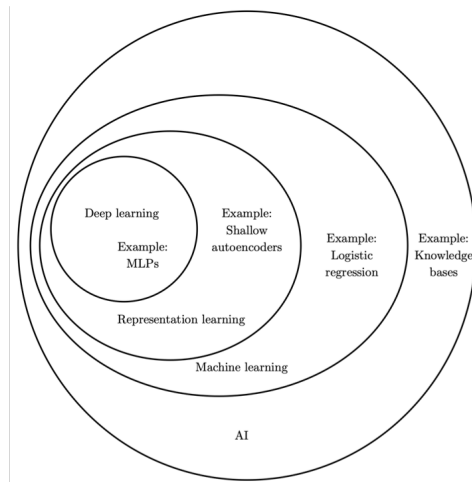 Deep learning
Example:
MLPs
Example:
Shallow
autoencoders
Example:
Logistic
regression
Example:
Knowledge
bases
Representation learning
Machine learning
AI